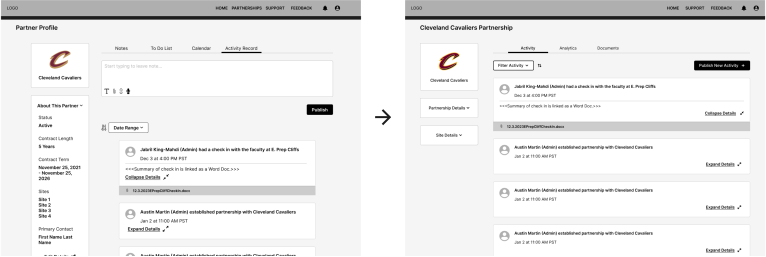 LOGO
HOME PARTNERSHIPS SUPPORT FEEDBACK
Partner Profile
Notes To Do List Calendar Activity Record
Start typing to leave note...
Cleveland Cavaliers
T
Publish
About This Partner
Status
Active
Contract Length
5 Years
Contract Term
November 25, 2021
- November 25,
2026
Sites
Site 1
Site 2
Site 3
Site 4
Primary Contact
First Name Last
Name
Date Range
Jabril King-Mahdi (Admin) had a check in with the faculty at E. Prep Cliffs
Dec 3 at 4:00 PM PST
>>>Summary of check in is linked as a Word Doc.>>>
Collapse Details
12.3.2023EPrepCliffCheckIn.docx
Austin Martin (Admin) established partnership with Cleveland Cavaliers
Jan 2 at 11:00 AM PST
Expand Details
Austin Martin (Admin) established partnership with Cleveland Cavaliers
LOGO
HOME SUPPORT FEEDBACK
Cleveland Cavaliers Partnership
Cleveland Cavaliers
Partnership Details
Site Details
Activity Analytics Documents
Filter Activity
Publish New Activity +
Jabril King-Mahdi (Admin) had a check in with the faculty at E. Prep Cliffs
Dec 3 at 4:00 PM PST
>>>Summary of check in is linked as a Word Doc.>>>
Collapse Details
12.3.2023EPrepCliffCheckIn.docx
Austin Martin (Admin) established partnership with Cleveland Cavaliers
Jan 2 at 11:00 AM PST
Expand Details
Austin Martin (Admin) established partnership with Cleveland Cavaliers
Jan 2 at 11:00 AM PST
Expand Details
Austin Martin (Admin) established partnership with Cleveland Cavaliers
Jan 2 at 11:00 AM PST
Expand Details